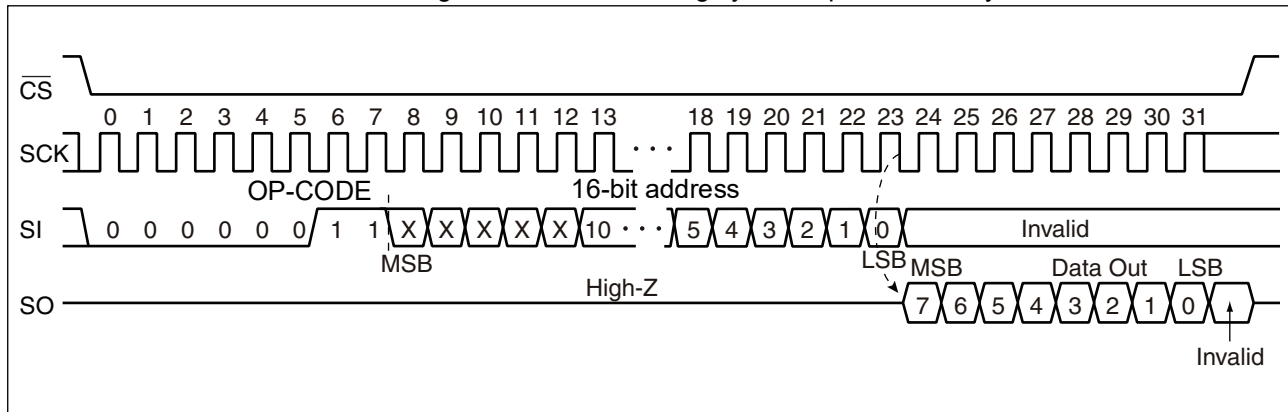 CS
0 1 2 3 4 5 6 7 8 9 10 11 12 13 18 19 20 21 22 23 24 25 26 27 28 29 30 31
SCK · · ·
OP-CODE 16-bit address
SI 0 0 0 0 0 0 1 1 X X X X X 10 · · · 5 4 3 2 1 0 Invalid
MSB LSB MSB Data Out LSB
High-Z
SO 7 6 5 4 3 2 1 0
Invalid